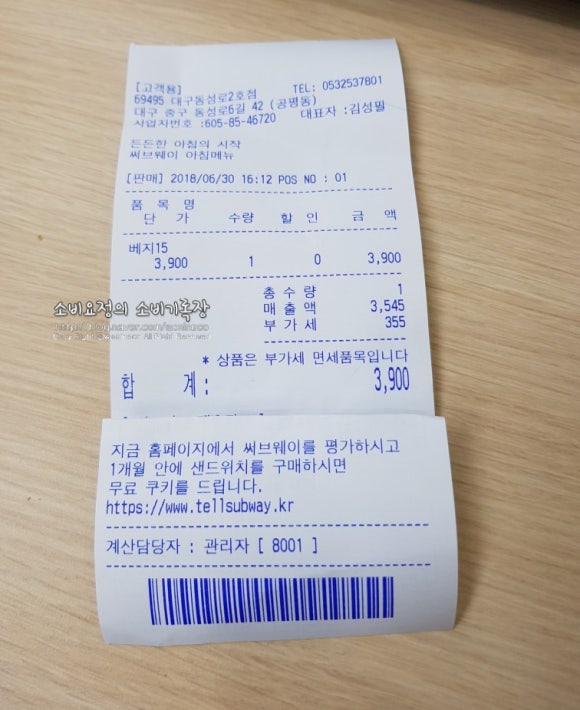 [고객용] TEL: 0532537801
69495 대구동성로2호점
대구 중구 동성로6길 42 (공평동)
사업자번호 :605-85-46720 대표자 :김성필
든든한 아침의 시작
써브웨이 아침메뉴
[판매] 2018/06/30 16:12 POS NO : 01
품 목 명
단 가 수량 할 인 금 액
베지15
3,900 1 0 3,900
총 수 량 1
매 출 액 3,545
부 가 세 355
* 상품은 부가세 면세품목입니다
합 계: 3,900
지금 홈페이지에서 써브웨이를 평가하시고
1개월 안에 샌드위치를 구매하시면
무료 쿠키를 드립니다.
https://www.tellsubway.kr
계산담당자 : 관리자 [ 8001 ]
소비요정의 소비기록장